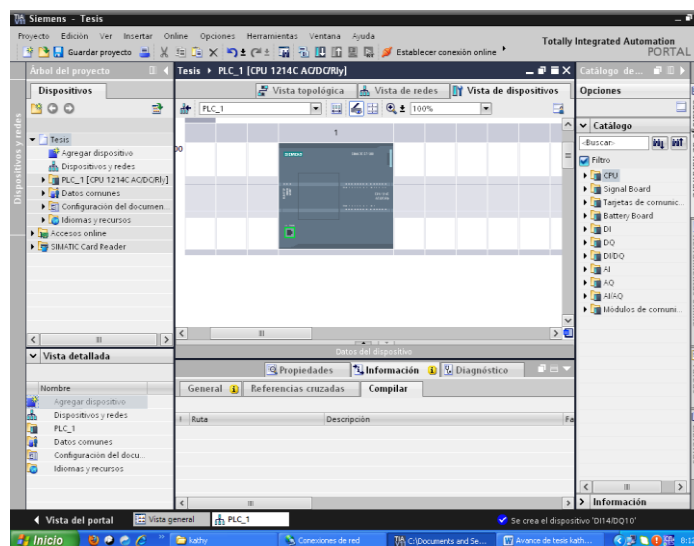 Siemens - Tesis
Proyecto Edición Ver Insertar Online Opciones Herramientas Ventana Ayuda
Guardar proyecto
Establecer conexión online
Totally Integrated Automation
PORTAL
Árbol del proyecto
Tesis PLC_1 [CPU 1214C AC/DC/Rly]
Catálogo de...
Dispositivos
Vista topológica
Vista de redes
Vista de dispositivos
Opciones
PLC_1
100%
Dispositivos y redes
Tesis
Agregar dispositivo
Dispositivos y redes
PLC_1 [CPU 1214C AC/DC/Rly]
Datos comunes
Configuración del documen...
Idiomas y recursos
Accesos online
SIMATIC Card Reader
1
SIEMENS
Catálogo
<Buscar>
Filtro
CPU
Signal Board
Tarjetas de comunic...
Battery Board
DI
DQ
DI/DQ
AI
AQ
AI/AQ
Módulos de comuni...
Datos del dispositivo
Vista detallada
Nombre
Agregar dispositivo
Dispositivos y redes
PLC_1
Datos comunes
Configuración del docu...
Idiomas y recursos
Propiedades
Información
Diagnóstico
General
Referencias cruzadas
Compilar
Ruta
Descripción
Información
Vista del portal
Vista general
PLC_1
Se crea el dispositivo 'DI14/DQ10'
Inicio
kathy
Conexiones de red
C:\Documents and Se...
Avance de tesis kath...